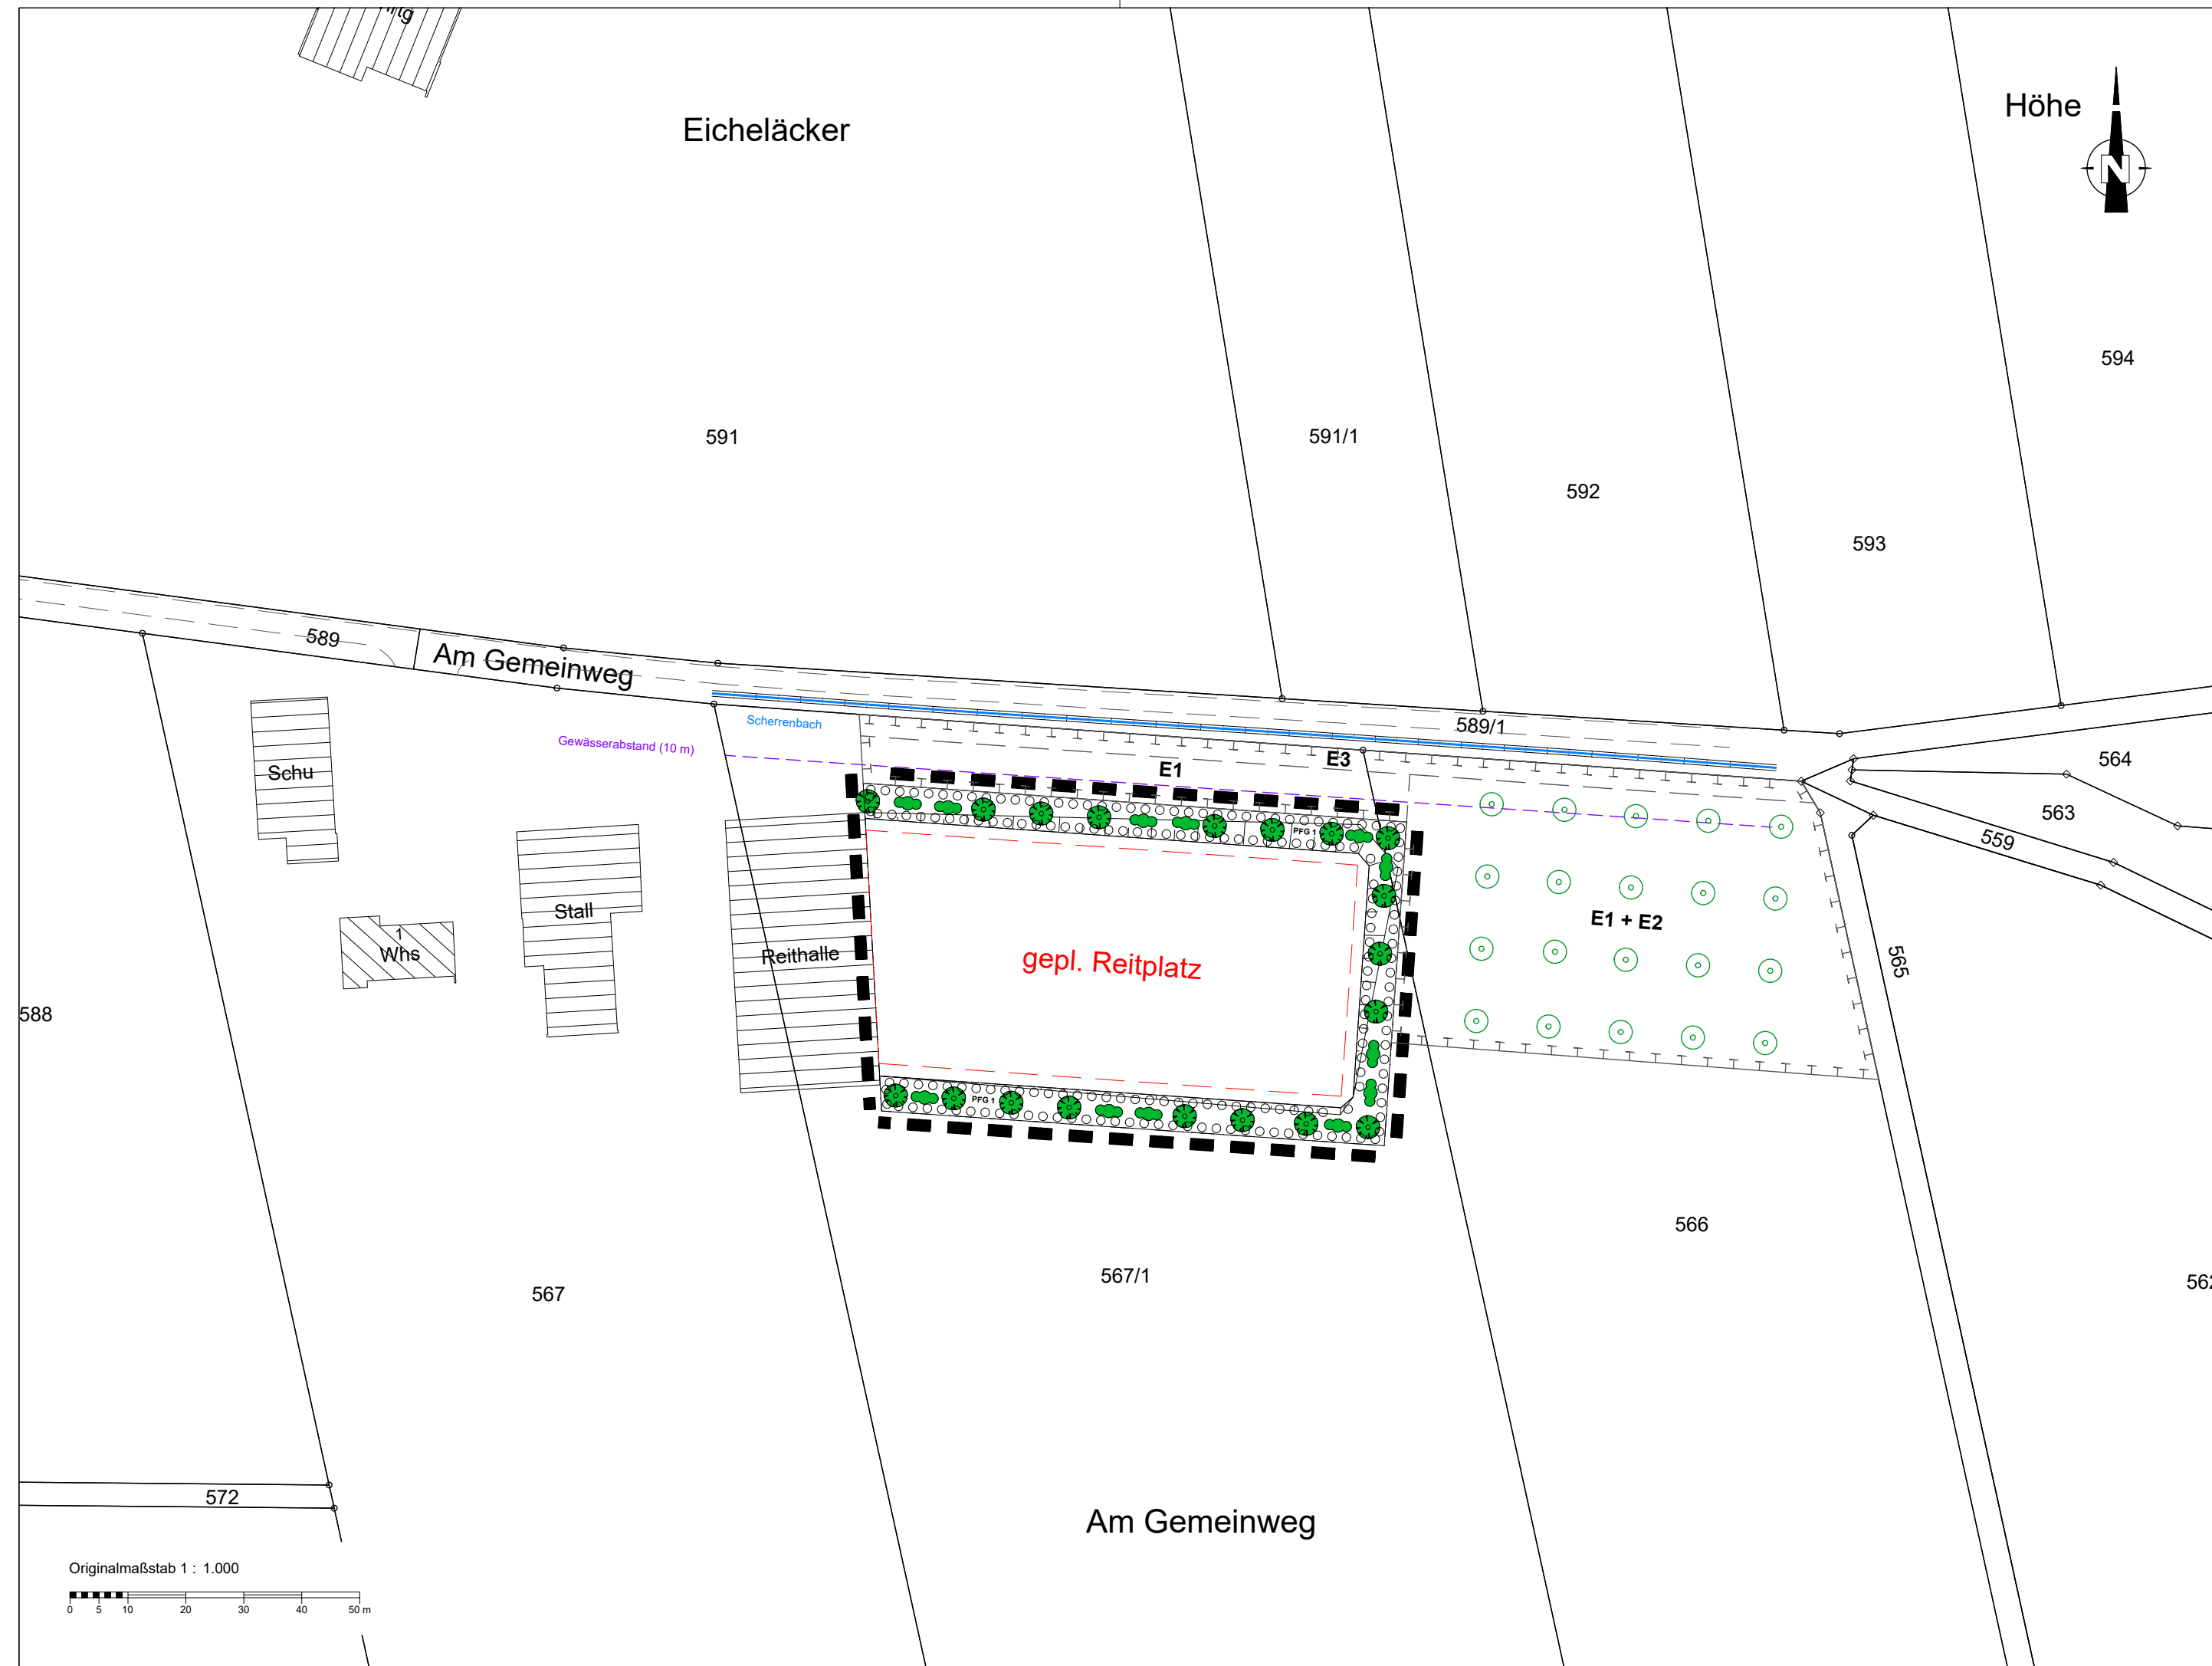 Höhe
N
Eicheläcker
594
591
591/1
592
593
589
Am Gemeinweg
589/1
Scherrenbach
Gewässerabstand (10 m)
E3
E1
564
563
559
Schu
PFG 1
Stall
1
Whs
Reithalle
gepl. Reitplatz
E1 + E2
565
588
PFG 1
566
567/1
567
562
572
Am Gemeinweg
Originalmaßstab 1 : 1.000
0 5 10 20 30 40 50 m